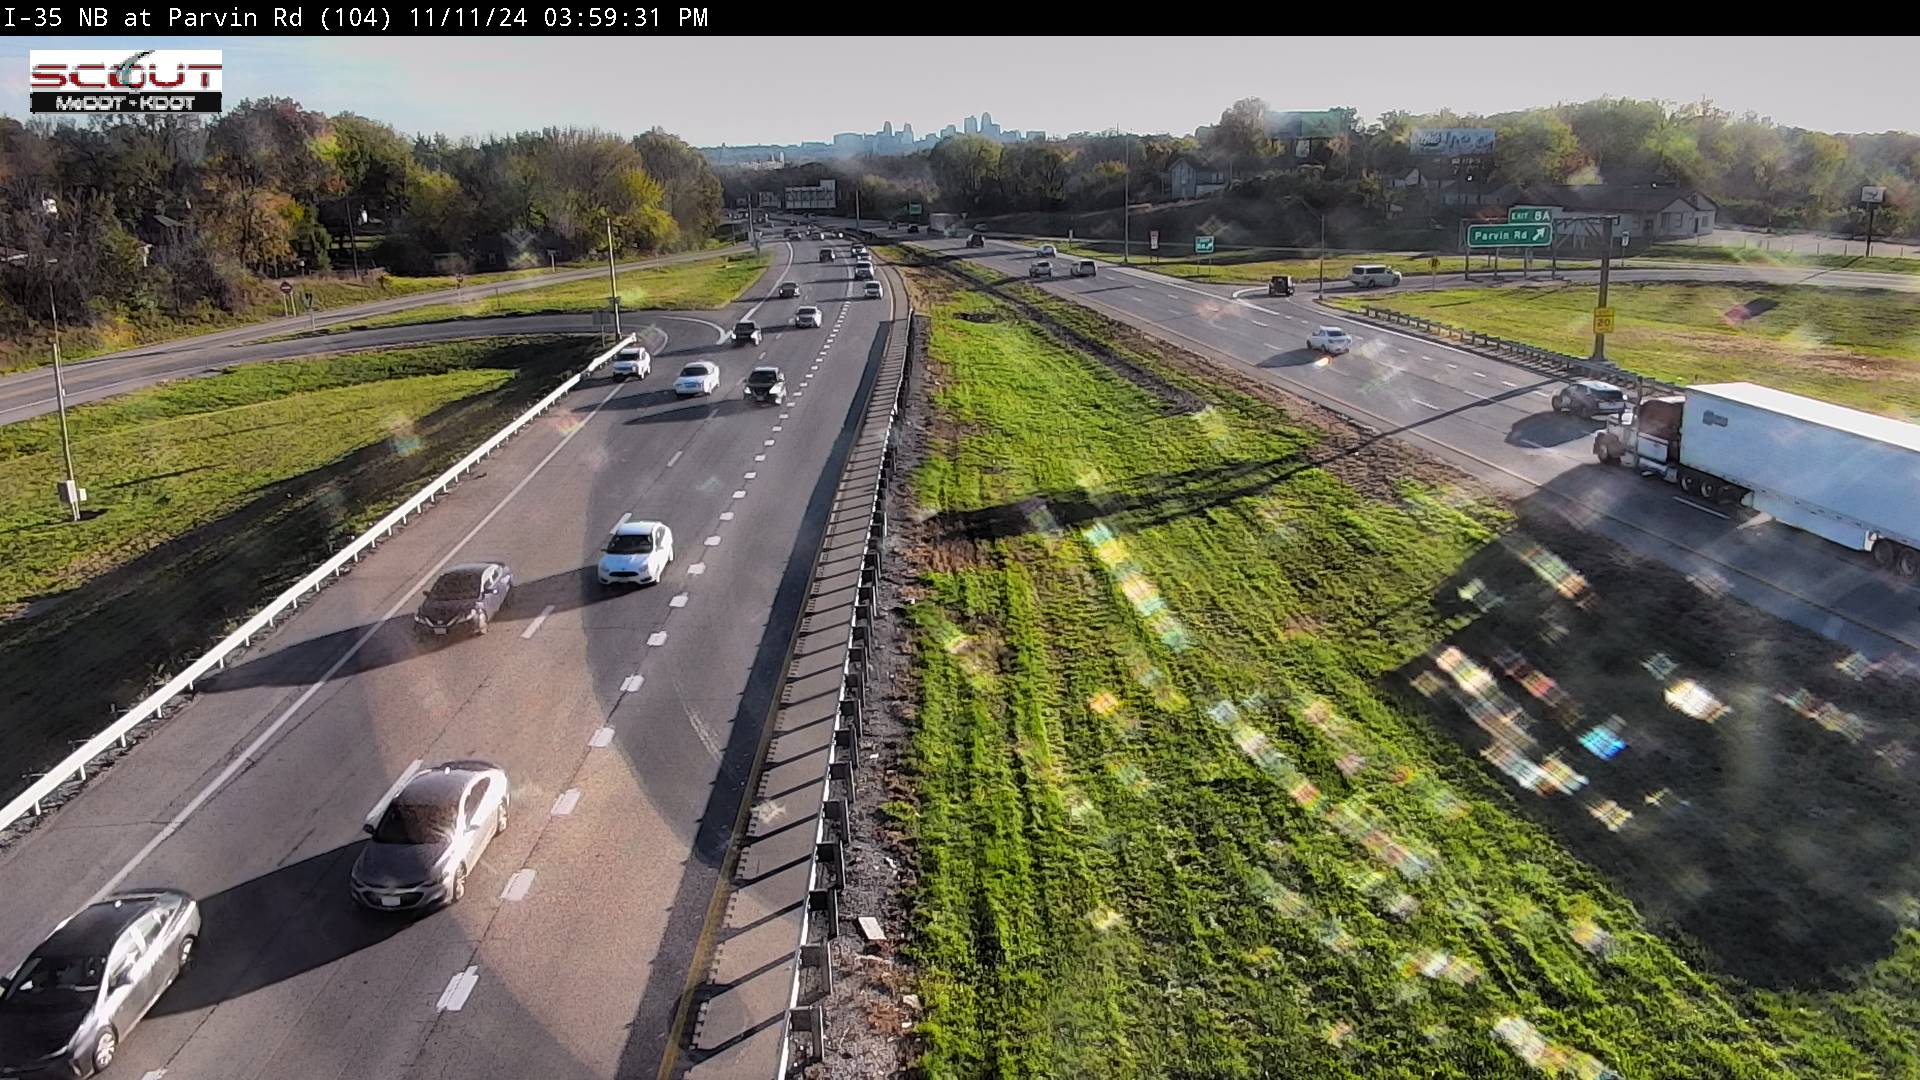 I-35 NB at Parvin Rd (104) 11/11/24 03:59:31 PM
SCOUT
MoDOT - KDOT
EXIT 8A
Parvin Rd
20